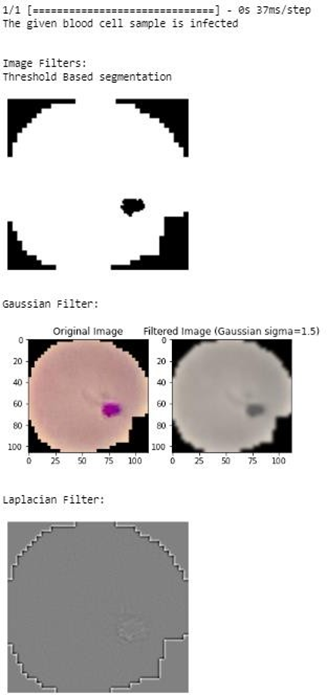 1/1 [==============================] - 0s 37ms/step
The given blood cell sample is infected
Image Filters:
Threshold Based segmentation
Gaussian Filter:
Original Image
Filtered Image (Gaussian sigma=1.5)
0
20
40
60
80
100
0 25 50 75 100
0
20
40
60
80
100
0 25 50 75 100
Laplacian Filter: